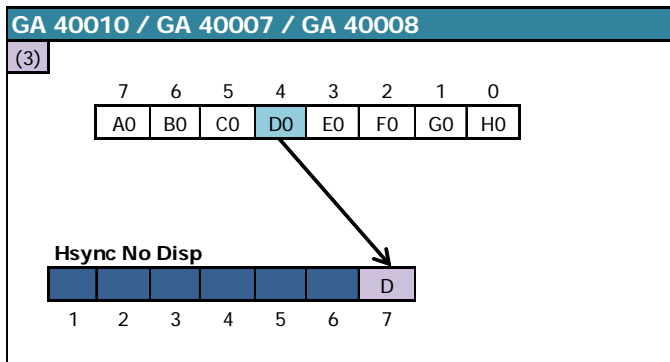 GA 40010 / GA 40007 / GA 40008
(3)
7 6 5 4 3 2 1 0
A0 B0 C0 D0 E0 F0 G0 H0
Hsync No Disp
D
1 2 3 4 5 6 7